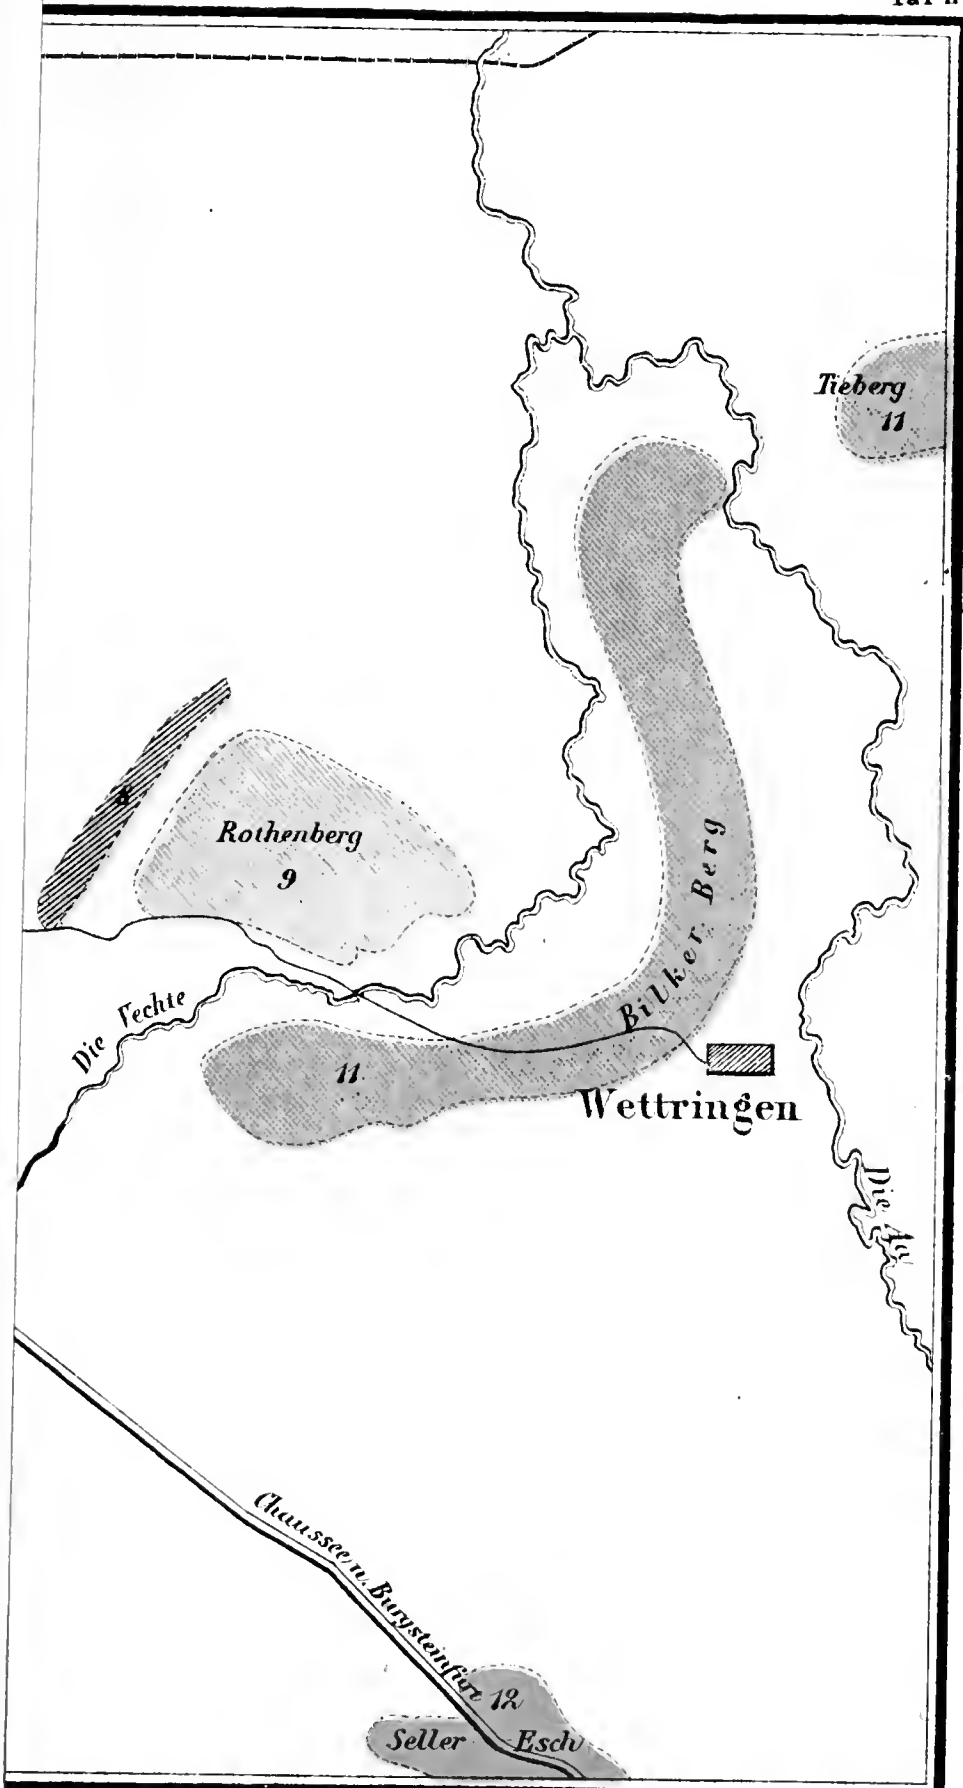 Tieberg
11
8
Rothenberg
9
Bilker Berg
Die Vechte
11
Wettringen
Die Aa
Chaussee n. Burgsteinfurt
12
Seller Esch